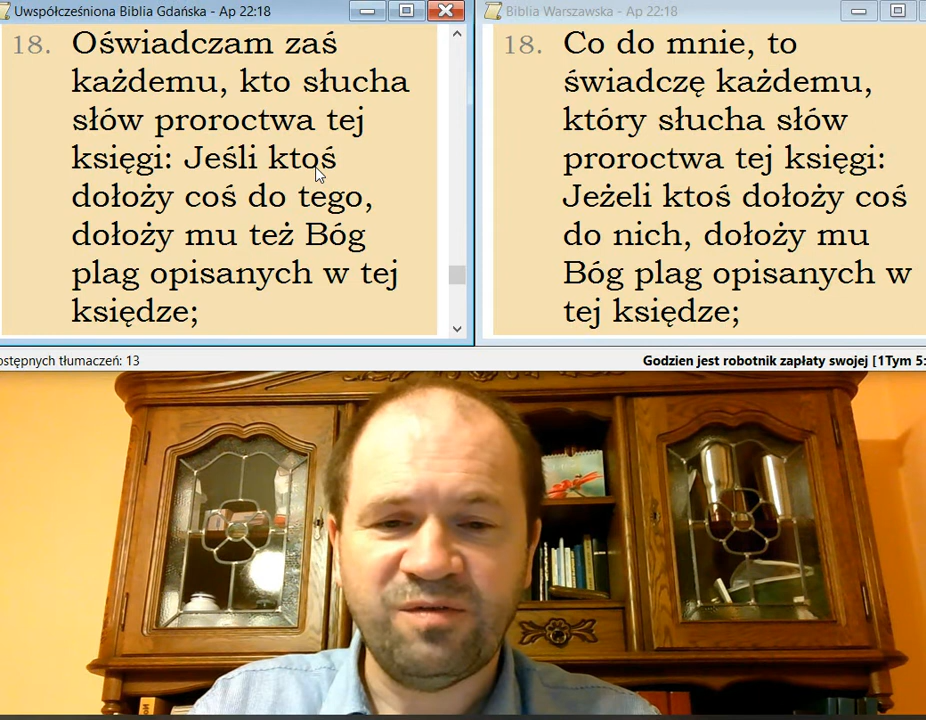 Uwspółcześniona Biblia Gdańska - Ap 22:18
18. Oświadczam zaś
każdemu, kto słucha
słów proroctwa tej
księgi: Jeśli ktoś
dołoży coś do tego,
dołoży mu też Bóg
plag opisanych w tej
księdze;
Biblia Warszawska - Ap 22:18
18. Co do mnie, to
świadczę każdemu,
który słucha słów
proroctwa tej księgi:
Jeżeli ktoś dołoży coś
do nich, dołoży mu
Bóg plag opisanych w
tej księdze;
ostępnych tłumaczeń: 13
Godzien jest robotnik zapłaty swojej [1Tym 5: